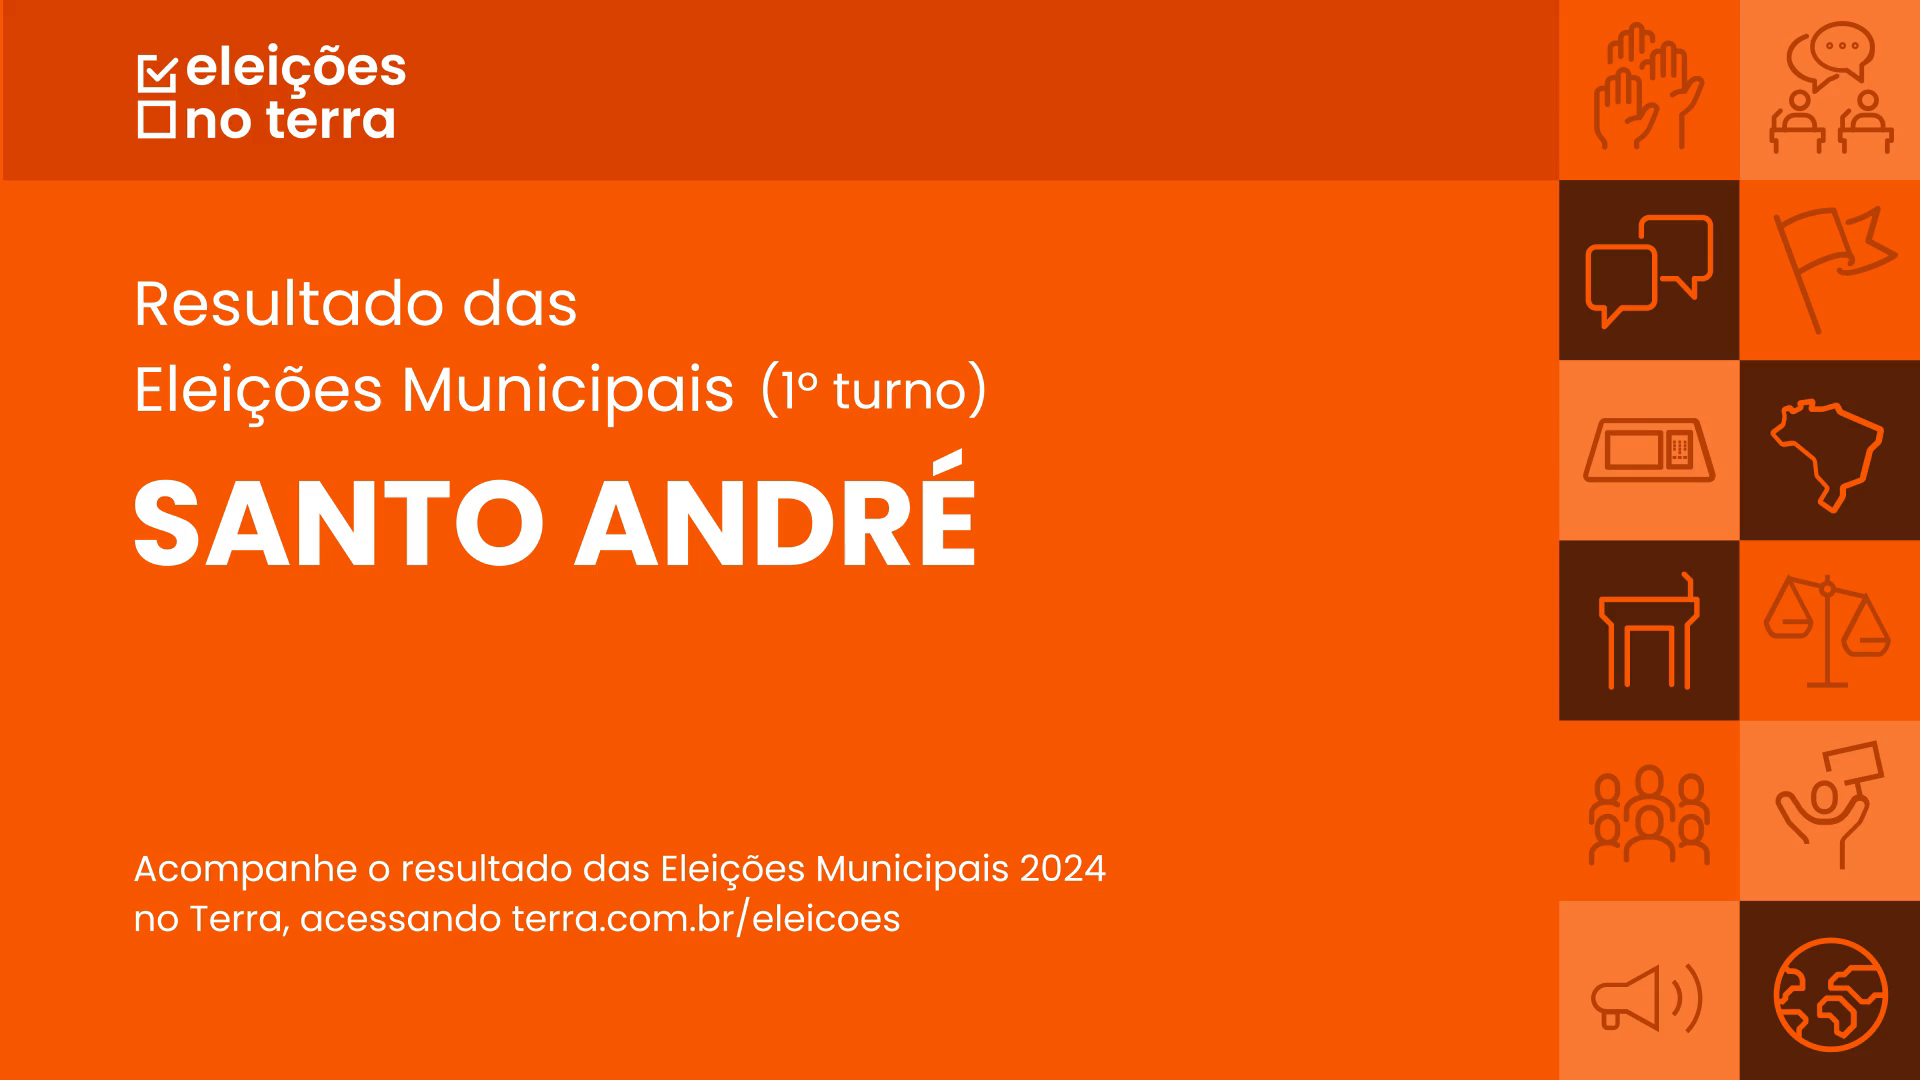 eleições
no terra
Resultado das
Eleições Municipais (1º turno)
SANTO ANDRÉ
Acompanhe o resultado das Eleições Municipais 2024
no Terra, acessando terra.com.br/eleicoes